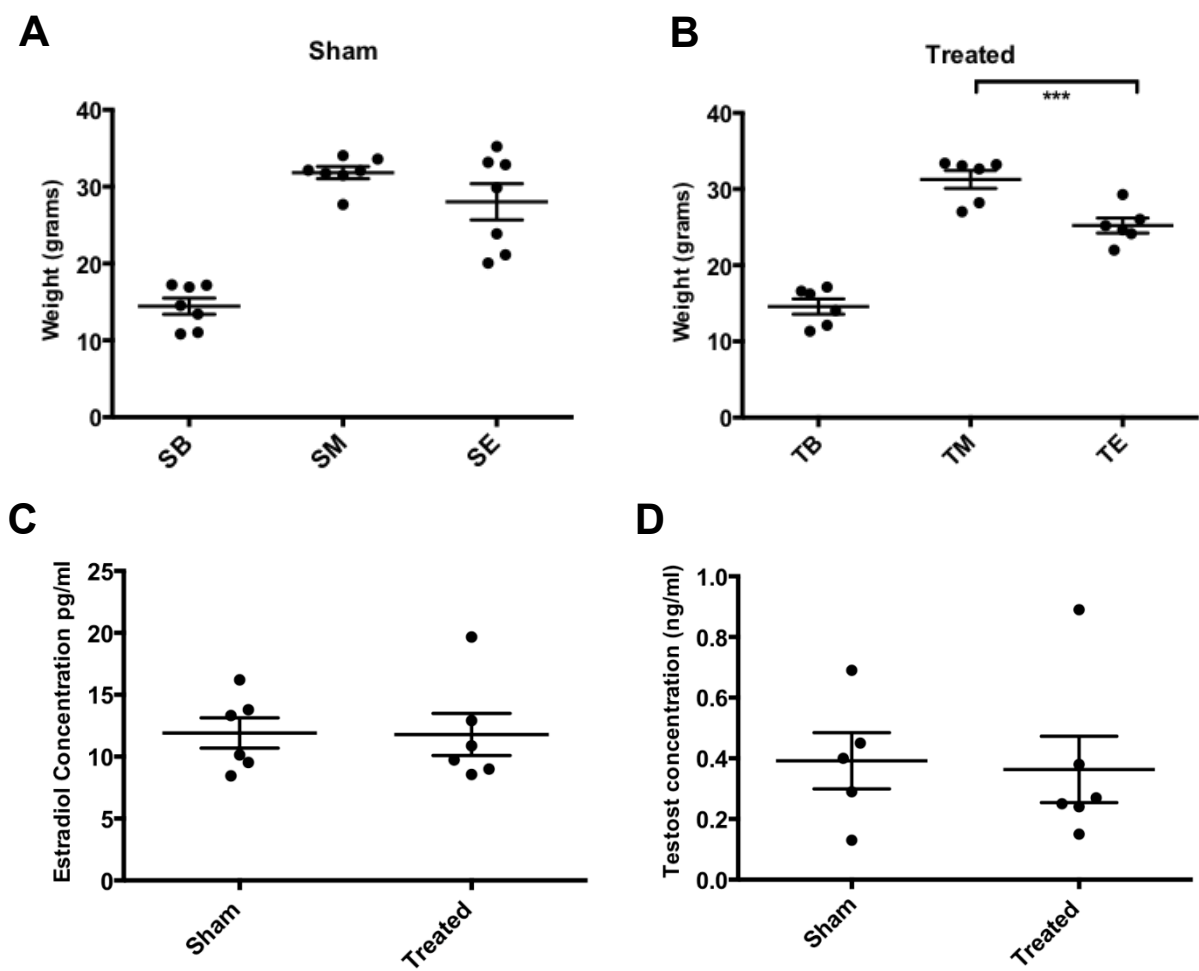 A
Sham
Weight (grams)
40
30
20
10
0
SB
SM
SE
B
Treated
***
Weight (grams)
40
30
20
10
0
TB
TM
TE
C
Estradiol Concentration pg/ml
25
20
15
10
5
0
Sham
Treated
D
Testost concentration (ng/ml)
1.0
0.8
0.6
0.4
0.2
0.0
Sham
Treated